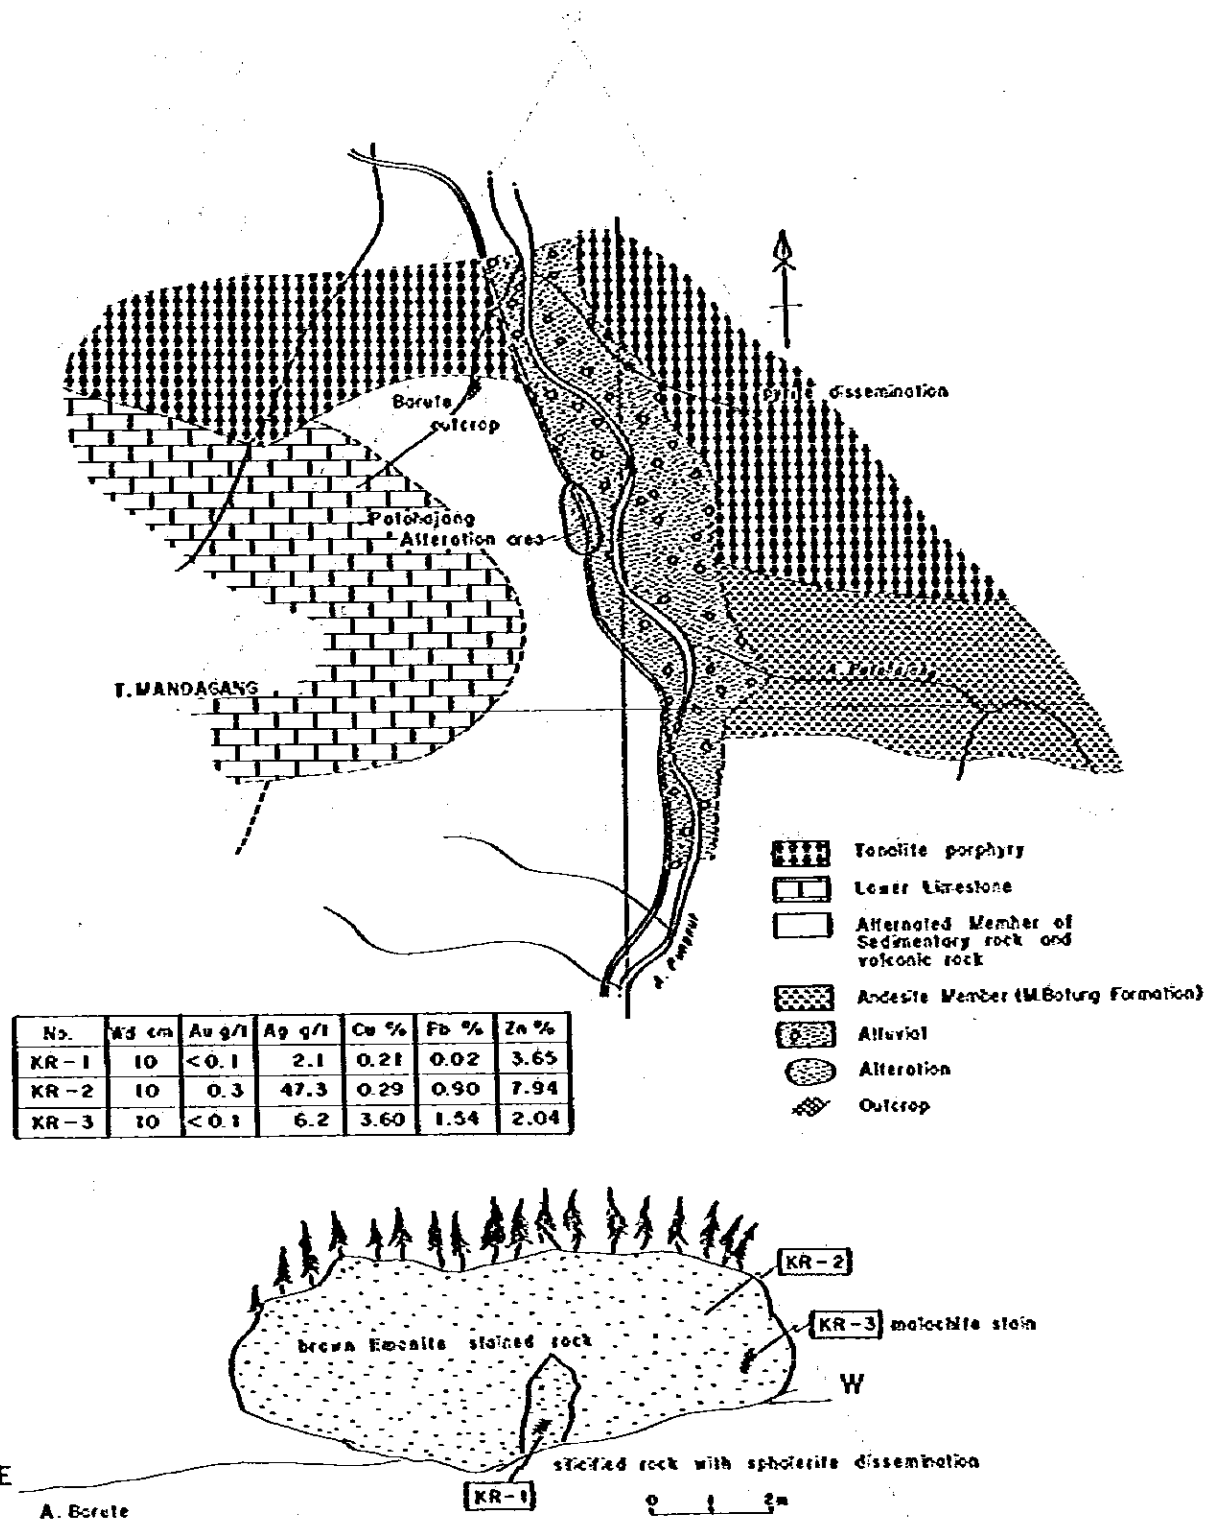 pyrite dissemination
Barute
outcrop
Potohajang
Alteration area
T. MANDAGANG
Tonalite porphyry
Lower Limestone
Alternated Member of
Sedimentary rock and
volcanic rock
Andesite Member (M.Botung Formation)
Alluvial
Alteration
Outcrop
No. Wd cm Au g/t Ag g/t Cu % Pb % Zn %
KR-1 10 <0.1 2.1 0.21 0.02 3.65
KR-2 10 0.3 47.3 0.29 0.90 7.94
KR-3 10 <0.1 6.2 3.60 1.54 2.04
KR-2
KR-3 malachite stain
brown limonite stained rock
W
silicified rock with sphalerite dissemination
E
KR-1
0 1 2m
A. Barute